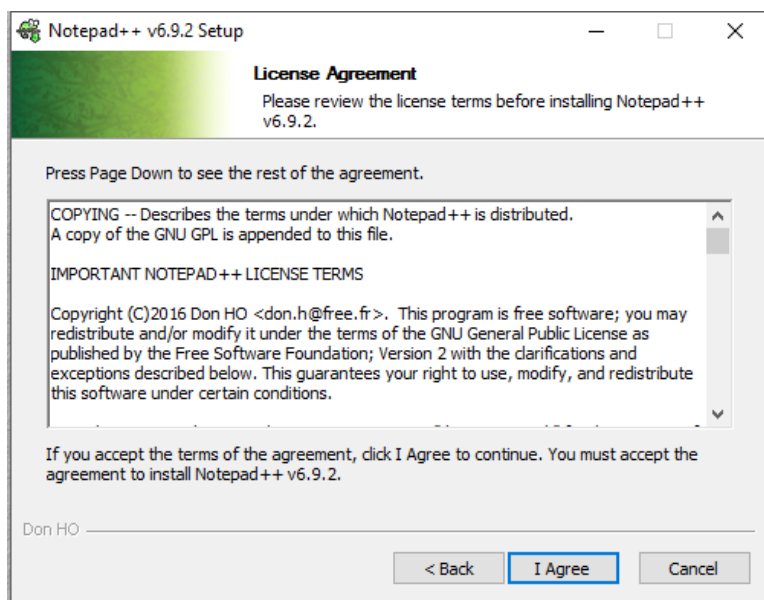 Notepad++ v6.9.2 Setup
License Agreement
Please review the license terms before installing Notepad++
v6.9.2.
Press Page Down to see the rest of the agreement.
COPYING -- Describes the terms under which Notepad++ is distributed.
A copy of the GNU GPL is appended to this file.
IMPORTANT NOTEPAD++ LICENSE TERMS
Copyright (C)2016 Don HO <don.h@free.fr>. This program is free software; you may
redistribute and/or modify it under the terms of the GNU General Public License as
published by the Free Software Foundation; Version 2 with the clarifications and
exceptions described below. This guarantees your right to use, modify, and redistribute
this software under certain conditions.
If you accept the terms of the agreement, click I Agree to continue. You must accept the
agreement to install Notepad++ v6.9.2.
Don HO
< Back
I Agree
Cancel